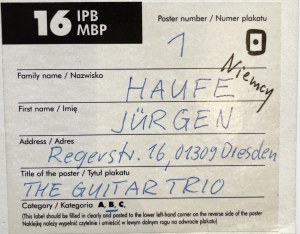 16 IPB
MBP
Poster number / Numer plakatu
1
Niemcy
Family name / Nazwisko
HAUFE
First name / Imię
JÜRGEN
Address / Adres
Regerstr. 16, 01309 Dresden
Title of the poster / Tytuł plakatu
THE GUITAR TRIO
Category / Kategoria A, B, C,
(This label should be filled in clearly and posted to the lower left-hand corner on the reverse side of the poster
Naklejkę należy wypełnić czytelnie i umieścić w lewym dolnym rogu na odwrocie plakatu)